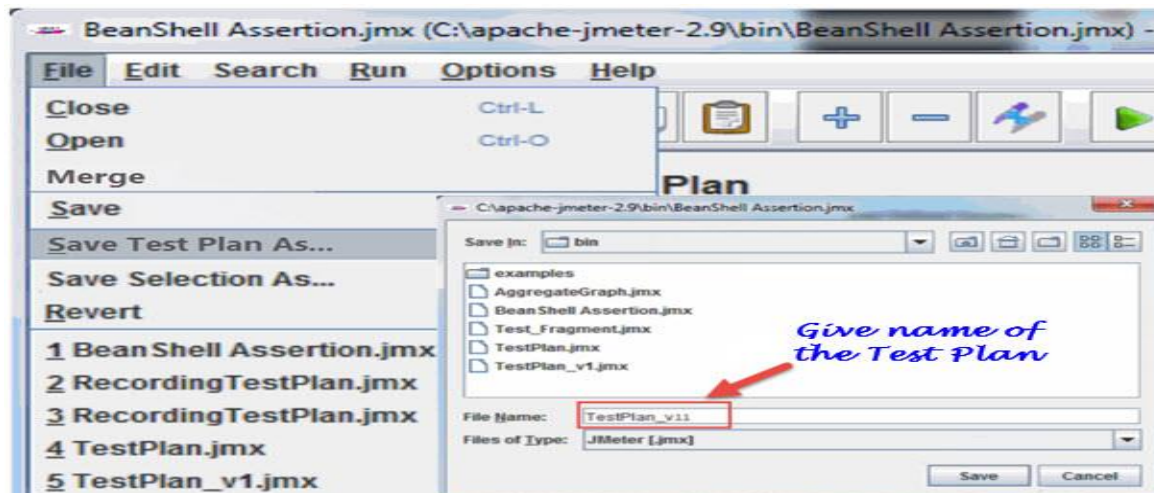 BeanShell Assertion.jmx (C:\apache-jmeter-2.9\bin\BeanShell Assertion.jmx) -
File Edit Search Run Options Help
Close Ctrl-L
Open Ctrl-O
Merge
Save
Save Test Plan As...
Save Selection As...
Revert
1 BeanShell Assertion.jmx
2 RecordingTestPlan.jmx
3 RecordingTestPlan.jmx
4 TestPlan.jmx
5 TestPlan_v1.jmx
Plan
C:\apache-jmeter-2.9\bin\BeanShell Assertion.jmx
Save In: bin
examples
AggregateGraph.jmx
BeanShell Assertion.jmx
Test_Fragment.jmx
TestPlan.jmx
TestPlan_v1.jmx
Give name of
the Test Plan
File Name: TestPlan_v11
Files of Type: JMeter [.jmx]
Save Cancel